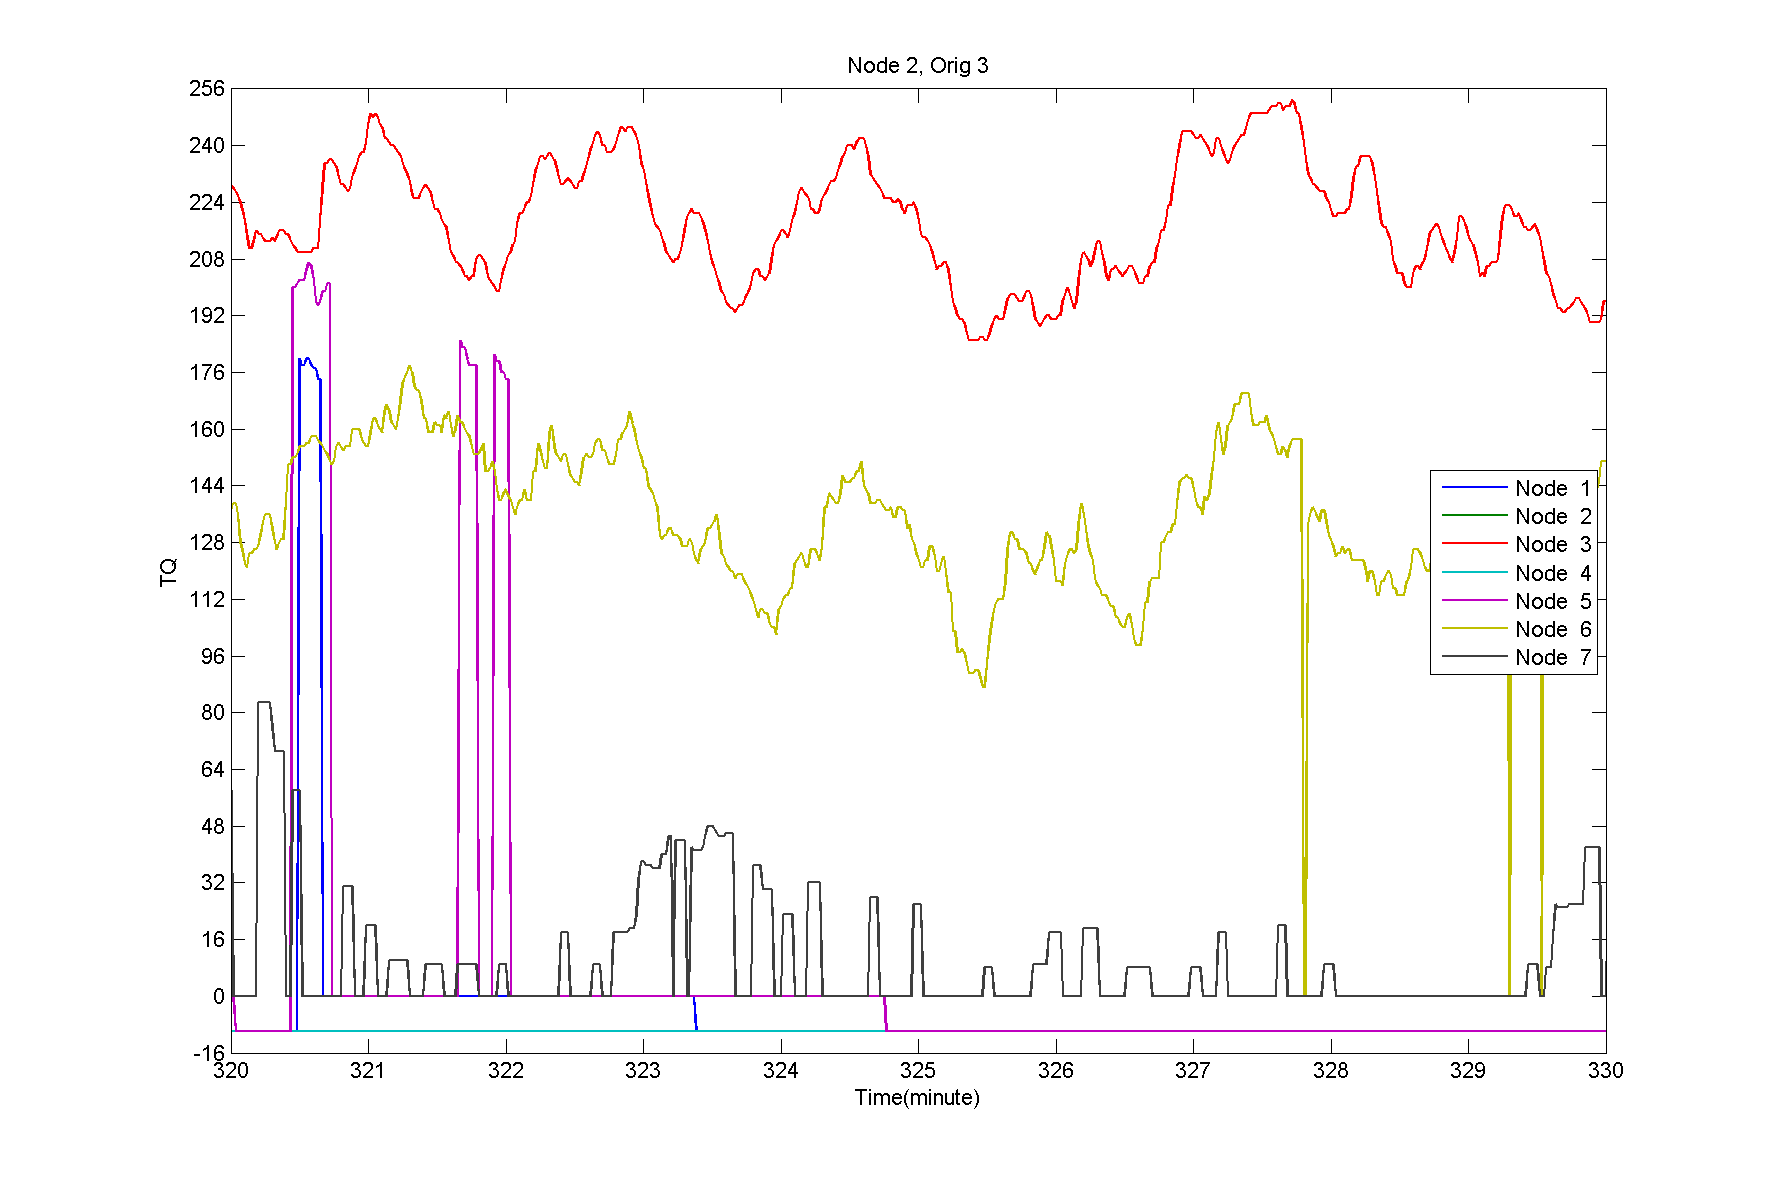 Node 2, Orig 3
256
240
224
208
192
176
160
144
128
112
96
80
64
48
32
16
0
-16
TQ
Node 1
Node 2
Node 3
Node 4
Node 5
Node 6
Node 7
320 321 322 323 324 325 326 327 328 329 330
Time(minute)